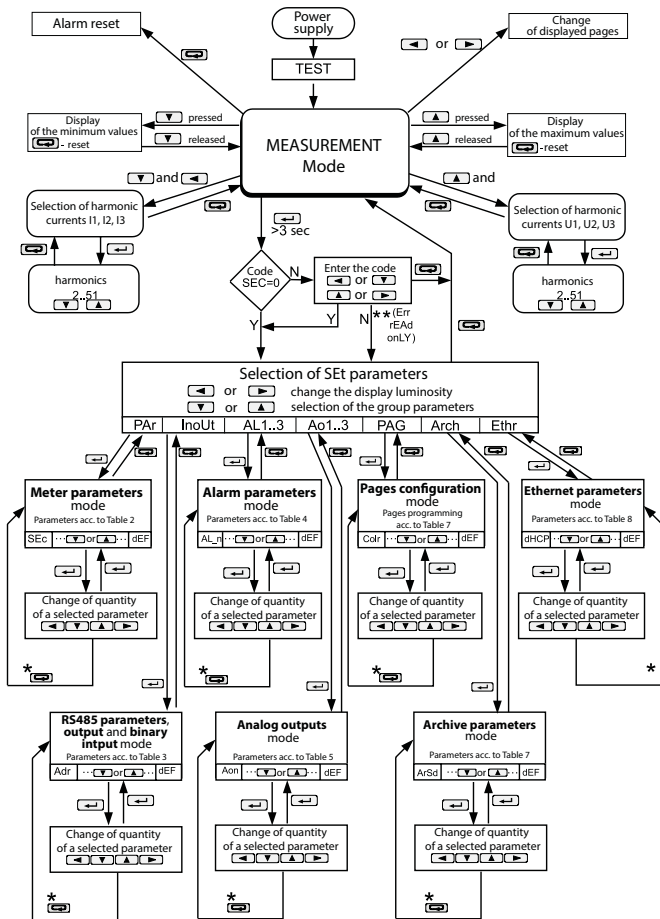 Alarm reset
Power
supply
or
Change
of displayed pages
TEST
Display
of the minimum values
- reset
pressed
released
MEASUREMENT
Mode
pressed
released
Display
of the maximum values
- reset
and
and
Selection of harmonic
currents I1, I2, I3
Selection of harmonic
currents U1, U2, U3
>3 sec
harmonics
2..51
Code
SEC=0
N
Enter the code
or
or
harmonics
2..51
Y
Y
N
**(Err
rEAd
onLY)
Selection of SEt parameters
or change the display luminosity
or selection of the group parameters
PAr InoUt AL1..3 Ao1..3 PAG Arch Ethr
Meter parameters
mode
Parameters acc. to Table 2
SEc ... or ... dEF
Change of quantity
of a selected parameter
*
Alarm parameters
mode
Parameters acc. to Table 4
AL_n ... or ... dEF
Change of quantity
of a selected parameter
*
Pages configuration
mode
Pages programming
acc. to Table 7
Colr ... or ... dEF
Change of quantity
of a selected parameter
*
Ethernet parameters
mode
Parameters acc. to Table 8
dHCP ... or ... dEF
Change of quantity
of a selected parameter
*
RS485 parameters,
output and binary
intput mode
Parameters acc. to Table 3
Adr ... or ... dEF
Change of quantity
of a selected parameter
*
Analog outputs
mode
Parameters acc. to Table 5
Aon ... or ... dEF
Change of quantity
of a selected parameter
*
Archive parameters
mode
Parameters acc. to Table 7
ArSd ... or ... dEF
Change of quantity
of a selected parameter
*